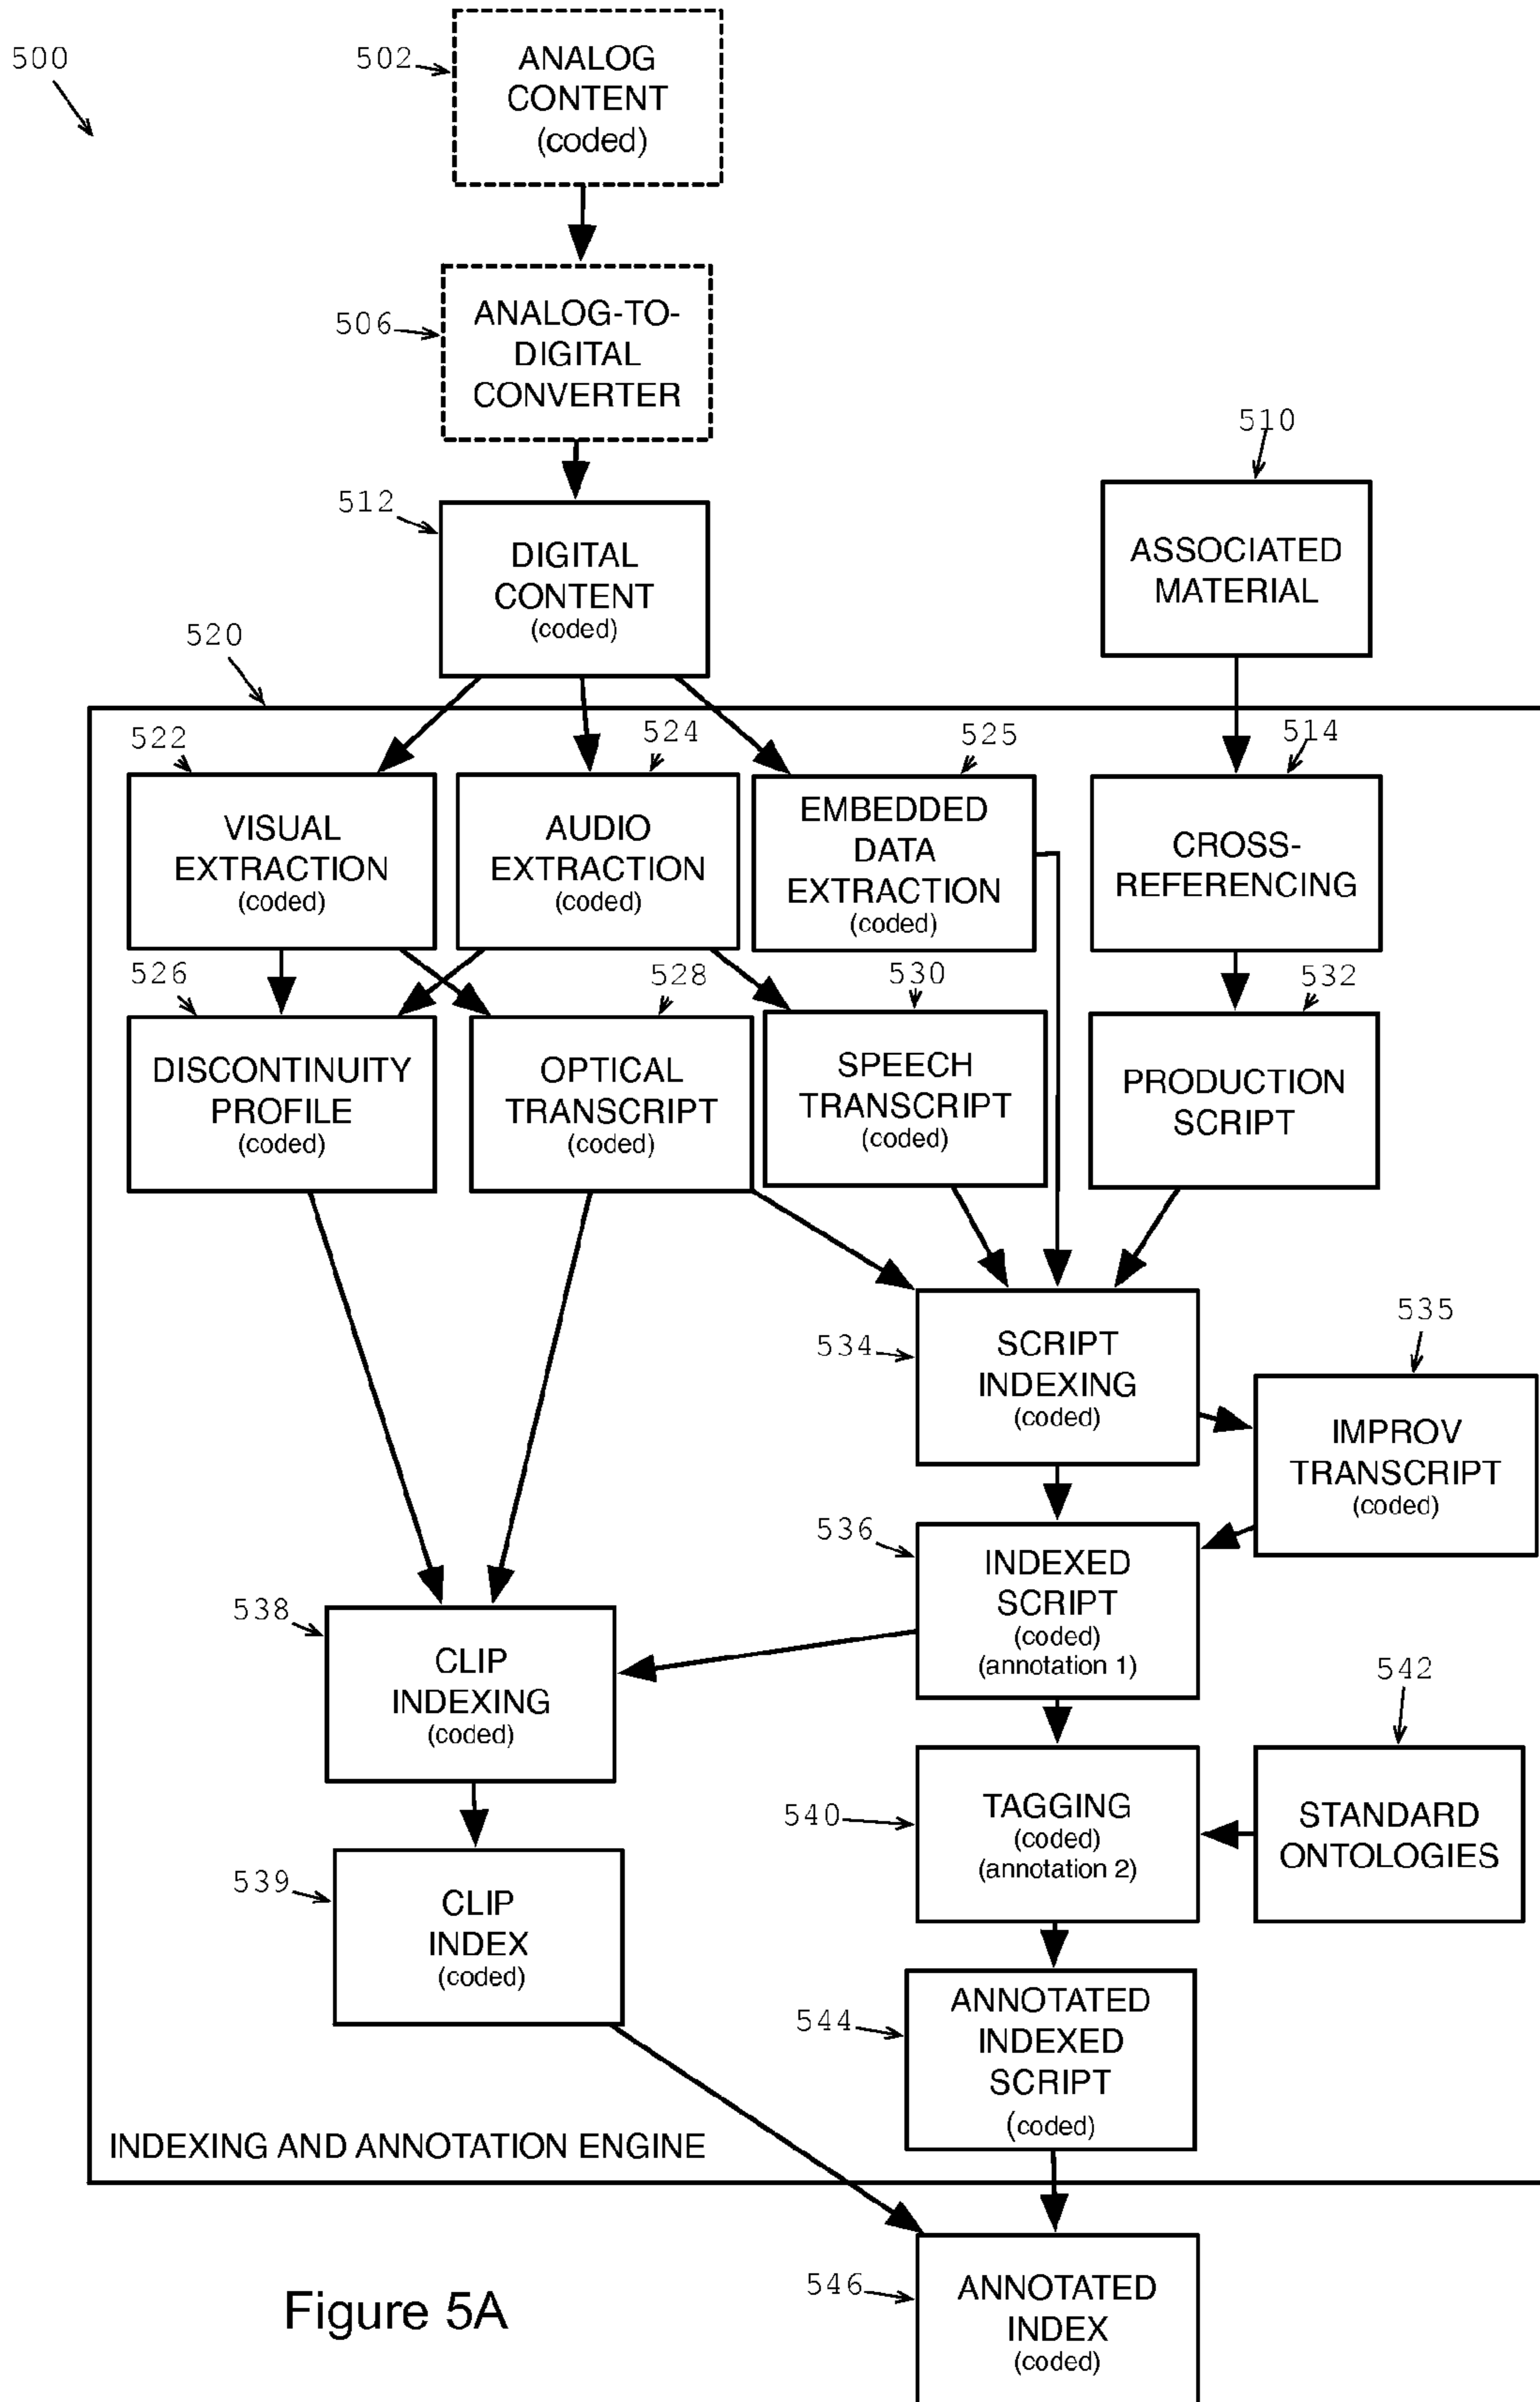 500
502
ANALOG
CONTENT
(coded)
506
ANALOG-TO-
DIGITAL
CONVERTER
510
512
DIGITAL
CONTENT
(coded)
ASSOCIATED
MATERIAL
520
522
524
525
514
VISUAL
EXTRACTION
(coded)
AUDIO
EXTRACTION
(coded)
EMBEDDED
DATA
EXTRACTION
(coded)
CROSS-
REFERENCING
526
528
530
532
DISCONTINUITY
PROFILE
(coded)
OPTICAL
TRANSCRIPT
(coded)
SPEECH
TRANSCRIPT
(coded)
PRODUCTION
SCRIPT
534
SCRIPT
INDEXING
(coded)
535
IMPROV
TRANSCRIPT
(coded)
536
INDEXED
SCRIPT
(coded)
(annotation 1)
538
CLIP
INDEXING
(coded)
542
540
TAGGING
(coded)
(annotation 2)
STANDARD
ONTOLOGIES
539
CLIP
INDEX
(coded)
544
ANNOTATED
INDEXED
SCRIPT
(coded)
INDEXING AND ANNOTATION ENGINE
546
ANNOTATED
INDEX
(coded)
Figure 5A